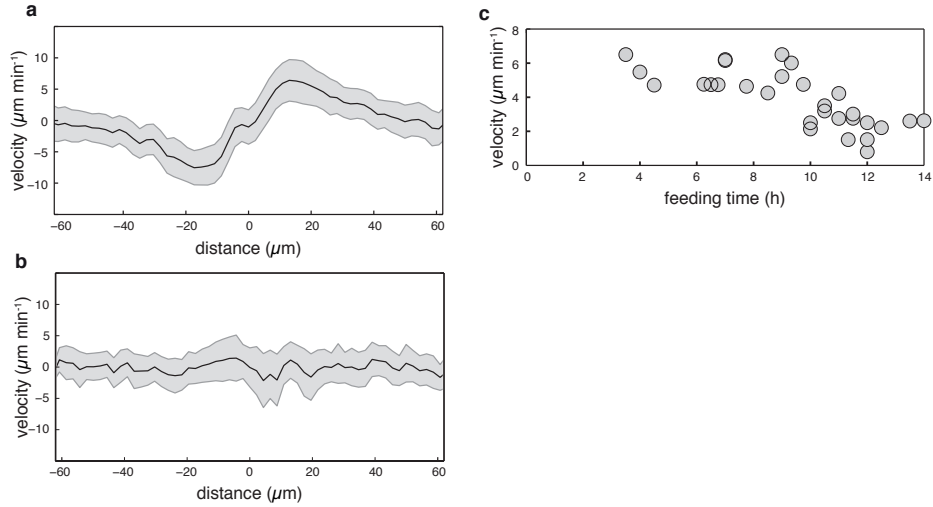 a
velocity (µm min-1)
10
5
0
−5
−10
−60 −40 −20 0 20 40 60
distance (µm)
b
velocity (µm min-1)
10
5
0
−5
−10
−60 −40 −20 0 20 40 60
distance (µm)
c
velocity (µm min-1)
8
6
4
2
0
0 2 4 6 8 10 12 14
feeding time (h)